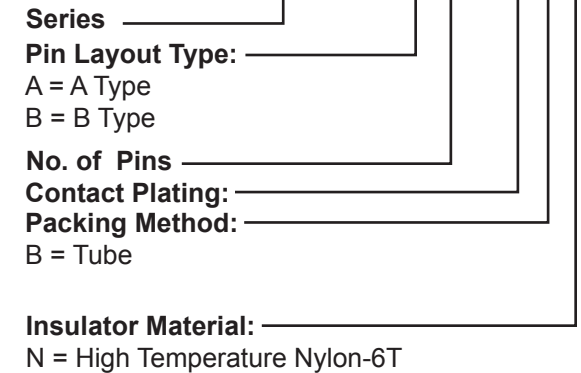 Series
Pin Layout Type:
A = A Type
B = B Type
No. of Pins
Contact Plating:
Packing Method:
B = Tube
Insulator Material:
N = High Temperature Nylon-6T